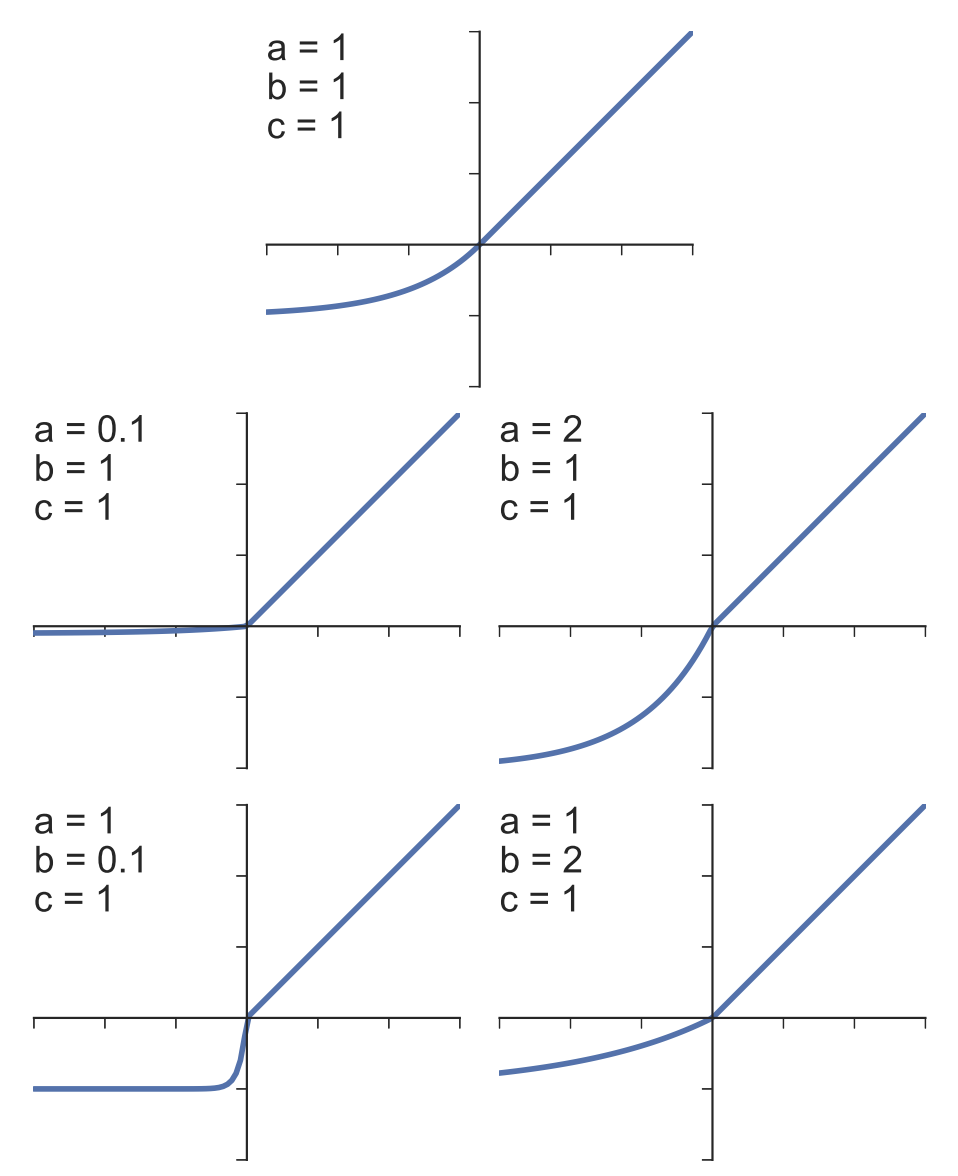 a = 1
b = 1
c = 1
a = 0.1
b = 1
c = 1
a = 2
b = 1
c = 1
a = 1
b = 0.1
c = 1
a = 1
b = 2
c = 1